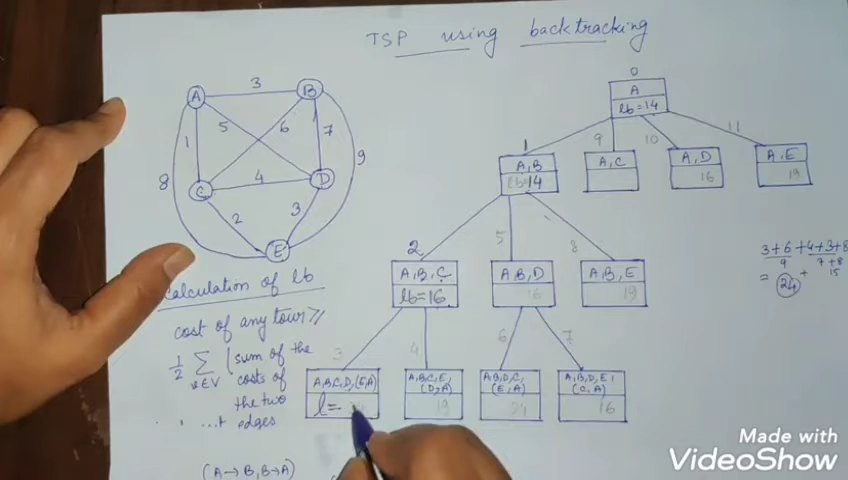 TSP using backtracking
A
3
B
1
5
6
7
9
8
C
4
D
2
3
E
0
A
lb=14
1
9
10
11
A,B
lb=14
A,C
A,D
16
A,E
19
2
5
8
A,B,C
lb=16
A,B,D
16
A,B,E
19
3
4
6
7
A,B,C,D,(E,A)
l=
A,B,C,E,
(D,A)
19
A,B,D,C,
(E,A)
24
A,B,D,E,
(C,A)
16
3+6+4+3+8
9 7+8
+ 15
= 24
calculation of lb
cost of any tour ≥
1/2 Σ v∈V (sum of the
costs of
the two
edges
(A→B, B→A)
Made with
VideoShow